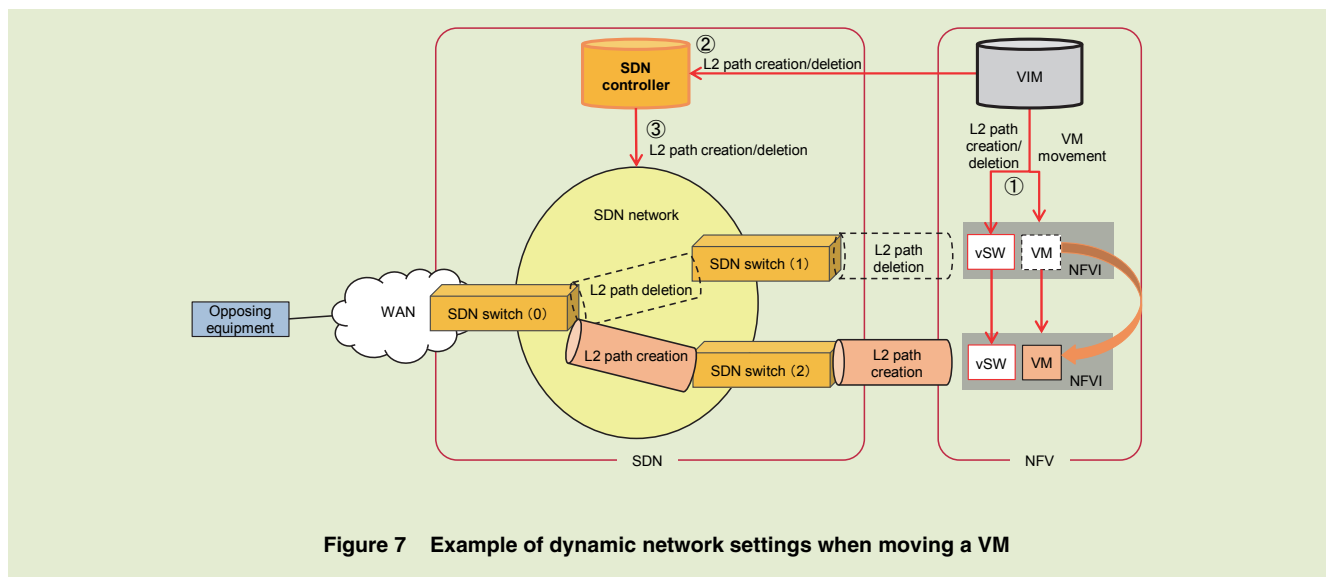 ②
L2 path creation/deletion
SDN
controller
VIM
③
L2 path creation/deletion
L2 path
creation/
deletion
VM
movement
①
SDN network
SDN switch (1)
L2 path
deletion
vSW
VM
NFVI
L2 path deletion
WAN
SDN switch (0)
Opposing
equipment
L2 path creation
SDN switch (2)
L2 path
creation
vSW
VM
NFVI
SDN
NFV
Figure 7 Example of dynamic network settings when moving a VM